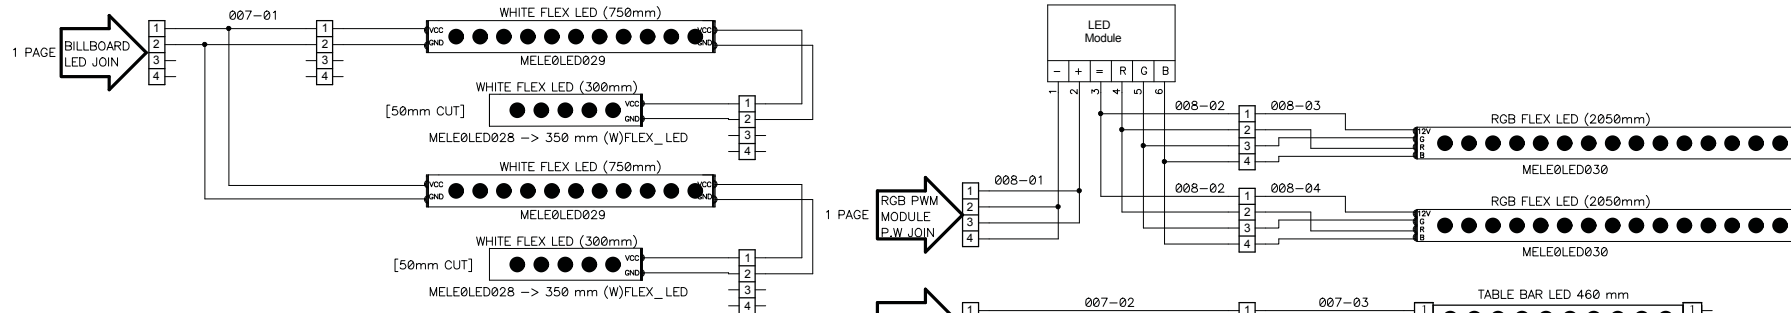 007-01
1 PAGE
BILLBOARD
LED JOIN
1
2
3
4
1
2
3
4
WHITE FLEX LED (750mm)
VCC
GND
VCC
GND
MELE0LED029
WHITE FLEX LED (300mm)
[50mm CUT]
VCC
GND
1
2
3
4
MELE0LED028 -> 350 mm (W)FLEX_LED
WHITE FLEX LED (750mm)
VCC
GND
VCC
GND
MELE0LED029
WHITE FLEX LED (300mm)
[50mm CUT]
VCC
GND
1
2
3
4
MELE0LED028 -> 350 mm (W)FLEX_LED
LED
Module
- + = R G B
1 2 3 4 5 6
008-02
1
2
3
4
008-03
RGB FLEX LED (2050mm)
12V
G
R
B
MELE0LED030
1 PAGE
RGB PWM
MODULE
P,W JOIN
1
2
3
4
008-01
008-02
1
2
3
4
008-04
RGB FLEX LED (2050mm)
12V
G
R
B
MELE0LED030
1
007-02
1
007-03
1
TABLE BAR LED 460 mm
1